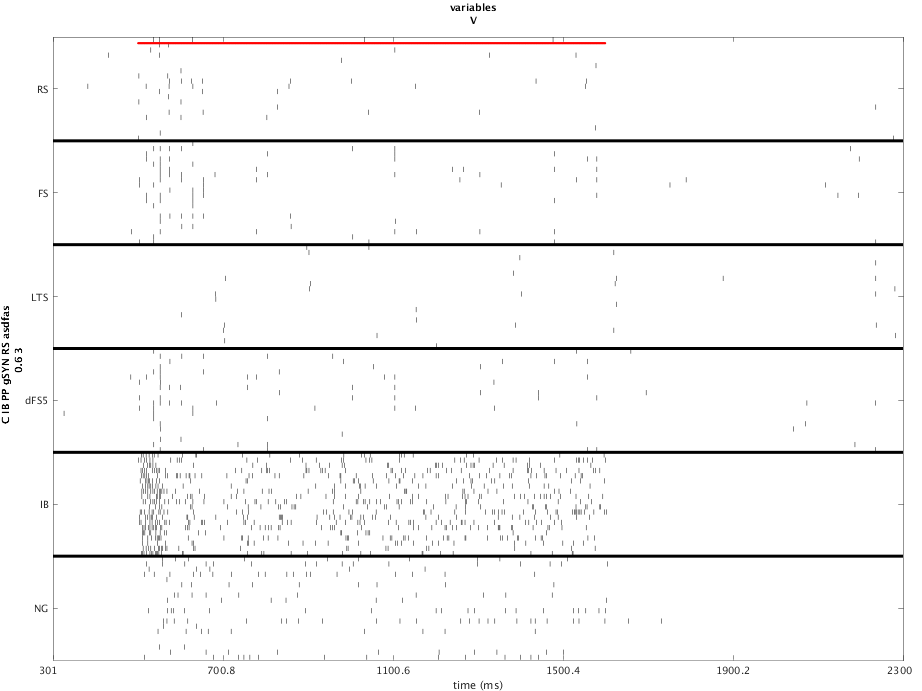 variables
V
RS
FS
LTS
dFS5
IB
NG
C IB PP gSYN RS asdfas
0.6 3
301
700.8
1100.6
1500.4
1900.2
2300
time (ms)